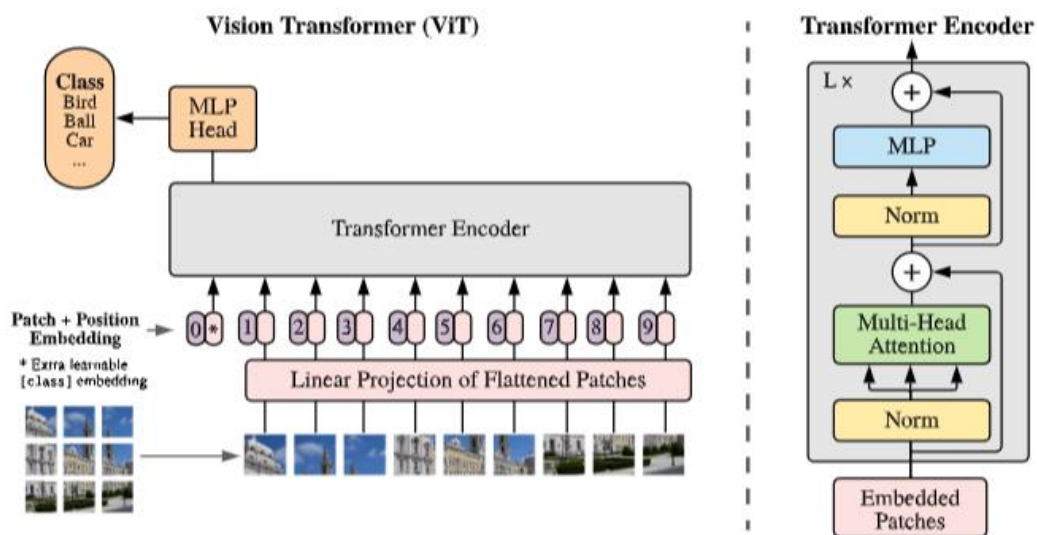 Vision Transformer (ViT)
Class
Bird
Ball
Car
...
MLP
Head
Transformer Encoder
Patch + Position
Embedding
* Extra learnable
[class] embedding
0 * 1 2 3 4 5 6 7 8 9
Linear Projection of Flattened Patches
Transformer Encoder
L ×
+
MLP
Norm
+
Multi-Head
Attention
Norm
Embedded
Patches